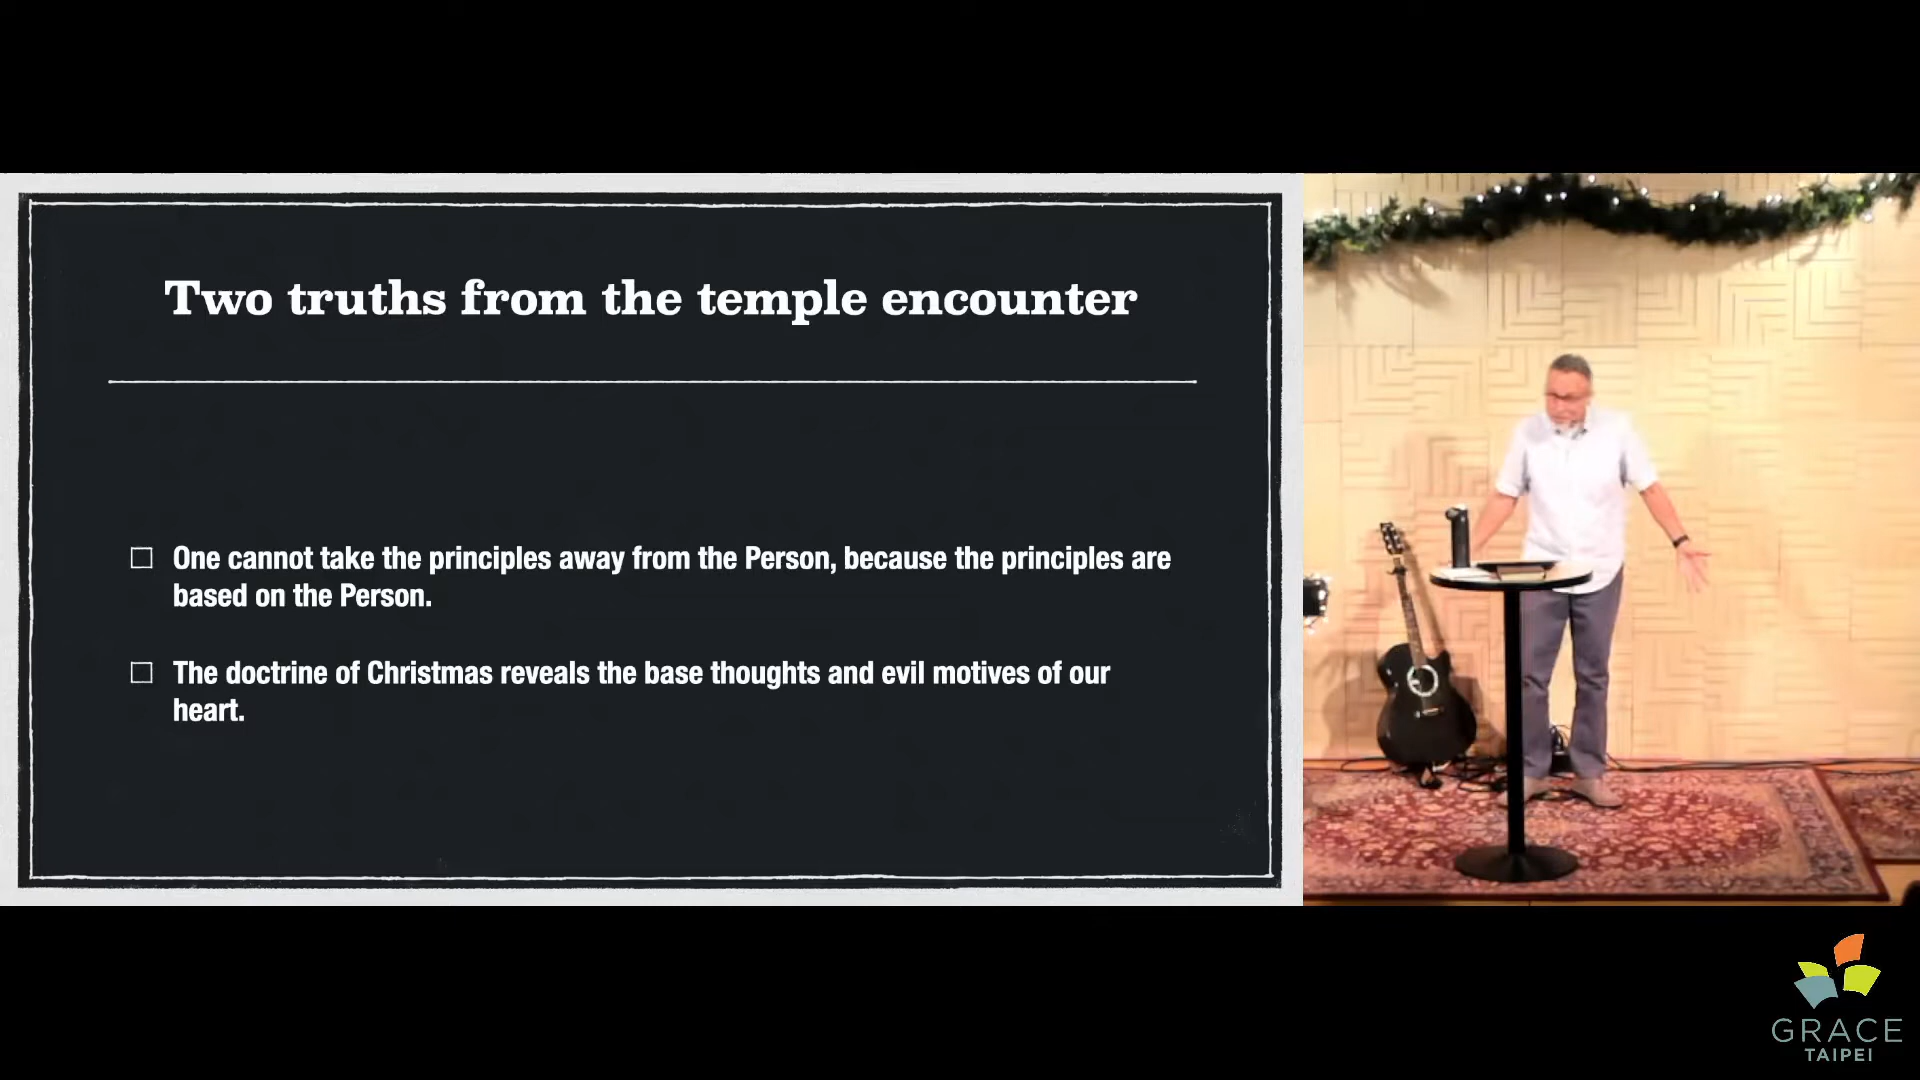 Two truths from the temple encounter
One cannot take the principles away from the Person, because the principles are
based on the Person.
The doctrine of Christmas reveals the base thoughts and evil motives of our
heart.
GRACE
TAIPEI